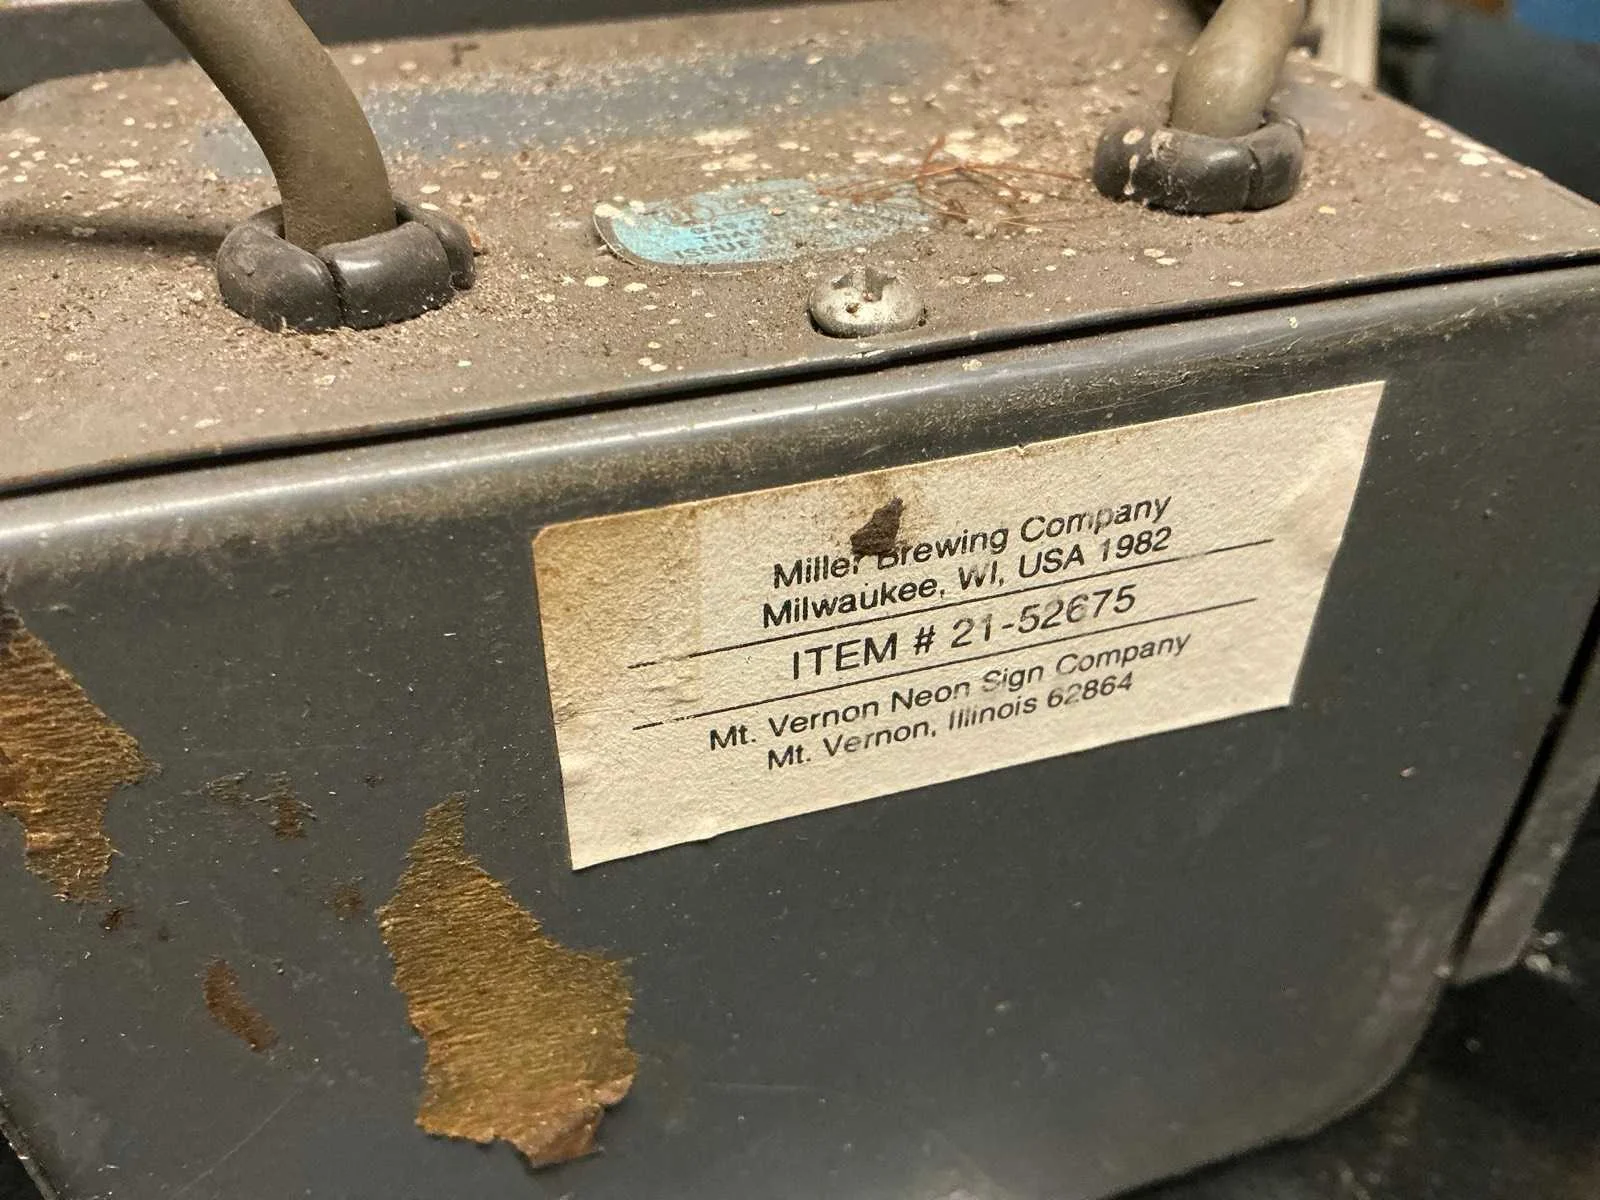 ISSUE
Miller Brewing Company
Milwaukee, WI, USA 1982
ITEM # 21-52675
Mt. Vernon Neon Sign Company
Mt. Vernon, Illinois 62864